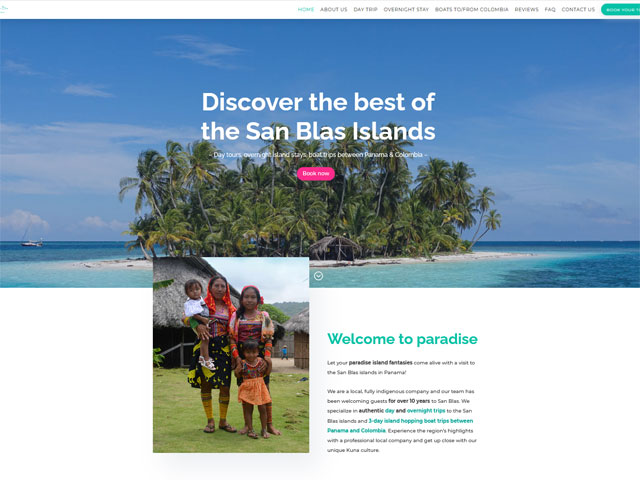 HOME ABOUT US DAY TRIP OVERNIGHT STAY BOATS TO/FROM COLOMBIA REVIEWS FAQ CONTACT US BOOK YOUR
Discover the best of
the San Blas Islands
– Day tours, overnight island stays, boat trips between Panama & Colombia –
Book now
Welcome to paradise
Let your paradise island fantasies come alive with a visit to
the San Blas islands in Panama!
We are a local, fully indigenous company and our team has
been welcoming guests for over 10 years to San Blas. We
specialize in authentic day and overnight trips to the San
Blas islands and 3-day island hopping boat trips between
Panama and Colombia. Experience the region's highlights
with a professional local company and get up close with our
unique Kuna culture.